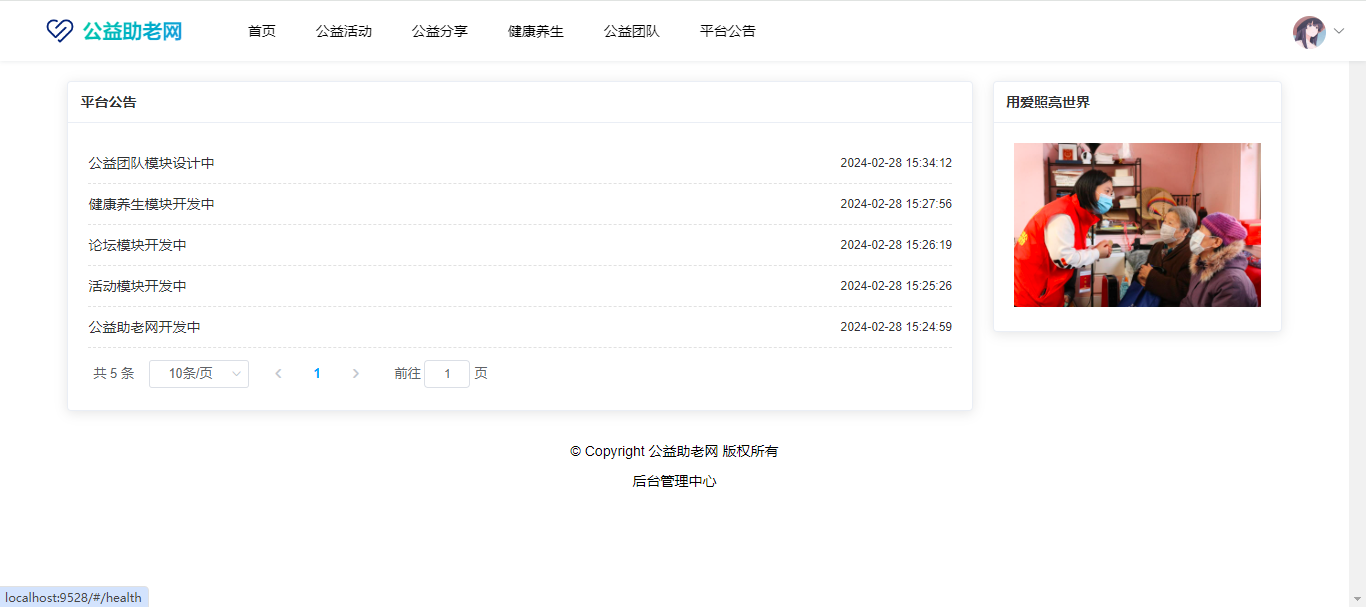 公益助老网 首页 公益活动 公益分享 健康养生 公益团队 平台公告
平台公告
公益团队模块设计中 2024-02-28 15:34:12
健康养生模块开发中 2024-02-28 15:27:56
论坛模块开发中 2024-02-28 15:26:19
活动模块开发中 2024-02-28 15:25:26
公益助老网开发中 2024-02-28 15:24:59
共 5 条 10条/页 1 前往 1 页
用爱照亮世界
© Copyright 公益助老网 版权所有
后台管理中心
localhost:9528/#/health